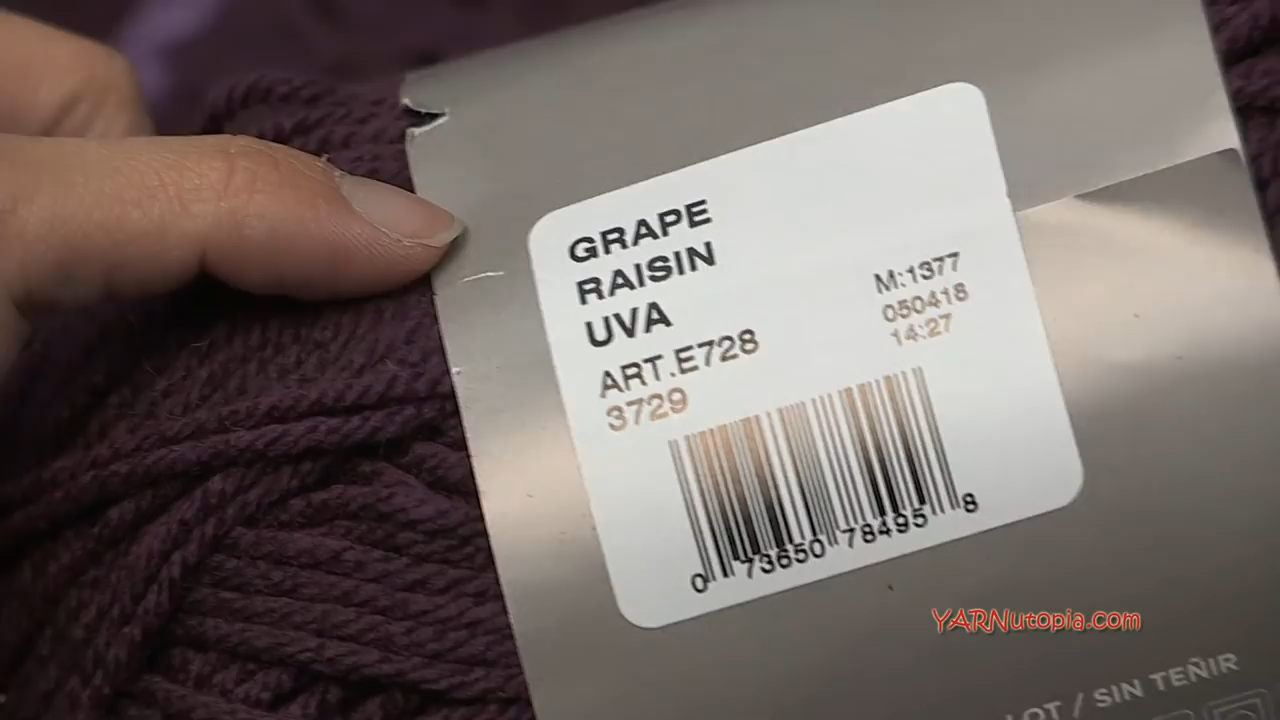 GRAPE
RAISIN
UVA
ART.E728
3729
M:1377
050418
14:27
0 73650 78495 8
YARNutopia.com
LOT / SIN TEÑIR